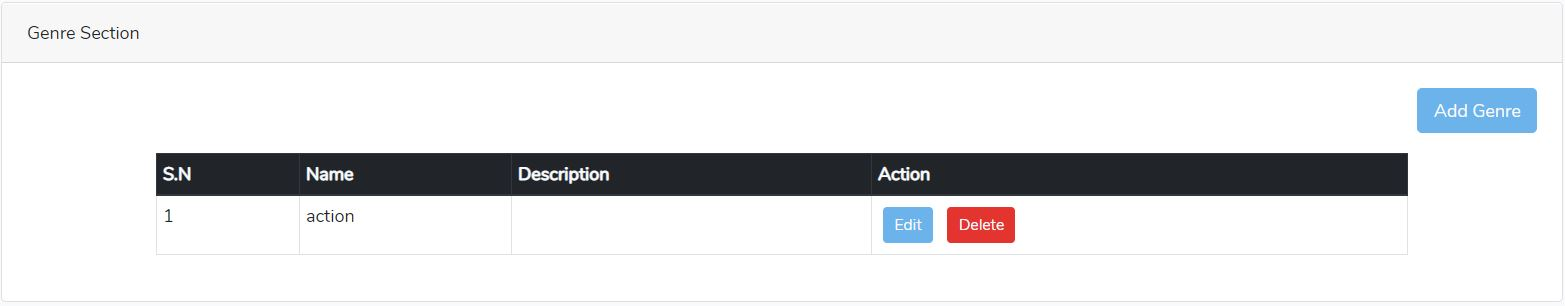 Genre Section
Add Genre
S.N Name Description Action
1 action Edit Delete